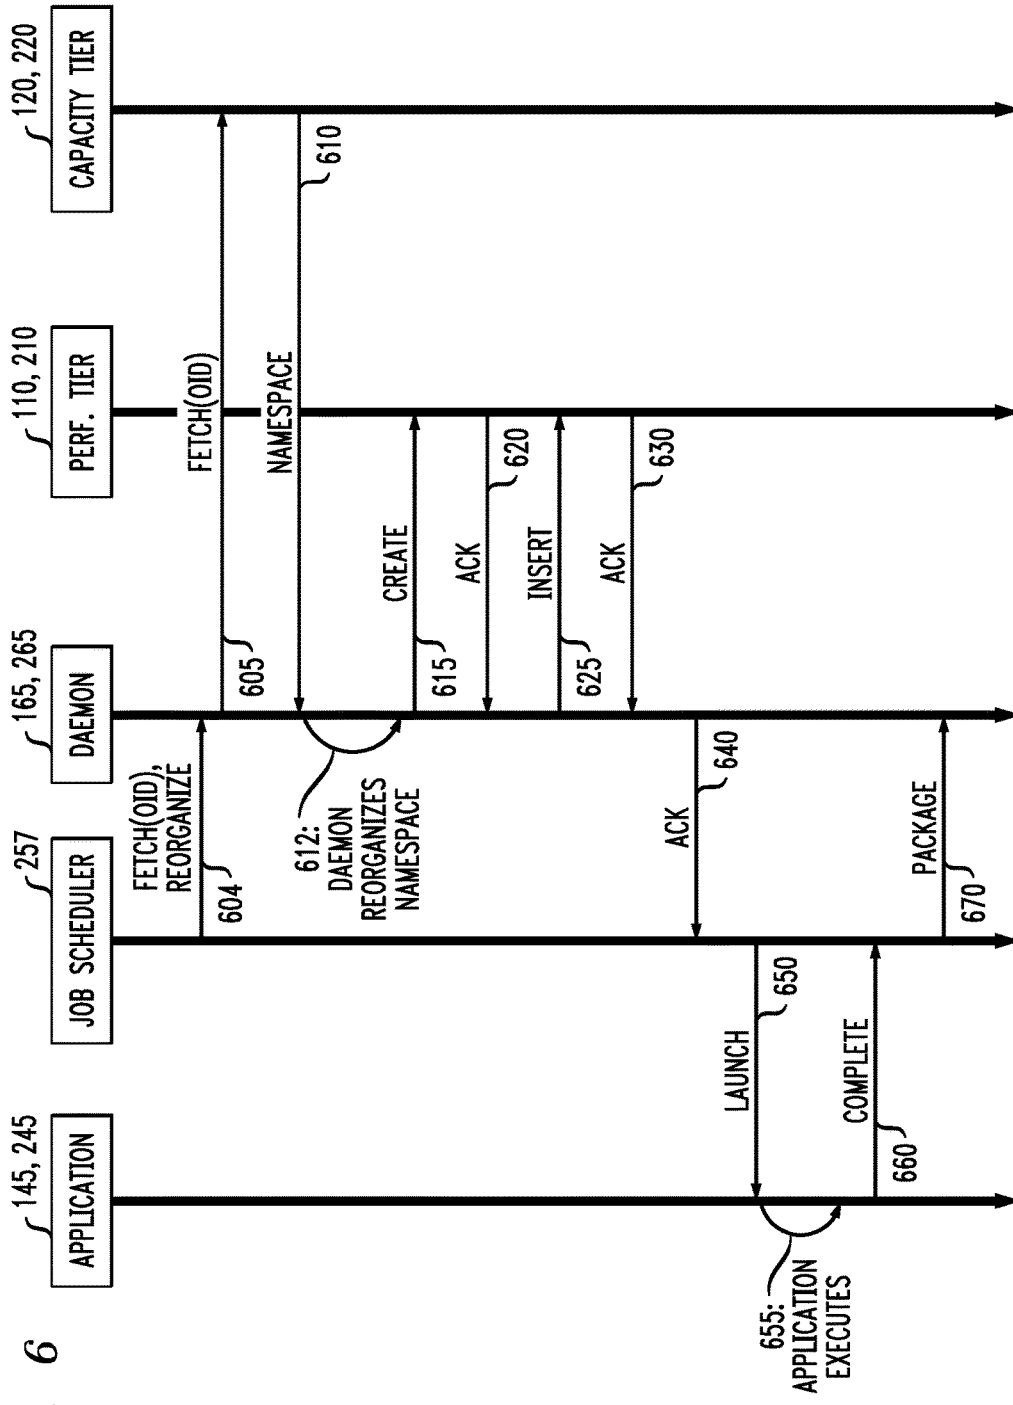 6
145, 245
APPLICATION
257
JOB SCHEDULER
165, 265
DAEMON
110, 210
PERF. TIER
120, 220
CAPACITY TIER
FETCH(OID),
REORGANIZE
604
FETCH(OID)
605
NAMESPACE
610
612:
DAEMON
REORGANIZES
NAMESPACE
CREATE
615
ACK
620
INSERT
625
ACK
630
ACK
640
LAUNCH
650
655:
APPLICATION
EXECUTES
COMPLETE
660
PACKAGE
670